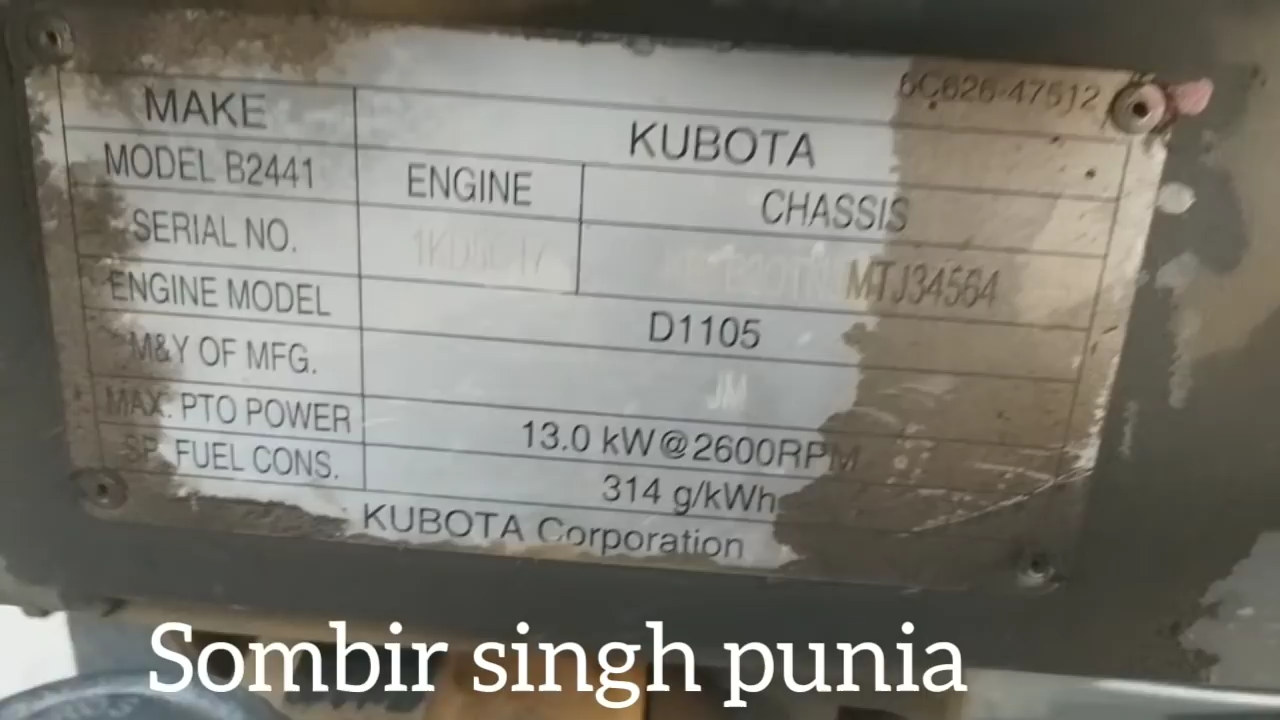 6C626-47512
MAKE KUBOTA
MODEL B2441 ENGINE CHASSIS
SERIAL NO. MTJ34564
ENGINE MODEL D1105
M&Y OF MFG. JM
MAX. PTO POWER 13.0 kW@2600RPM
SP. FUEL CONS. 314 g/kWh
KUBOTA Corporation
Sombir singh punia